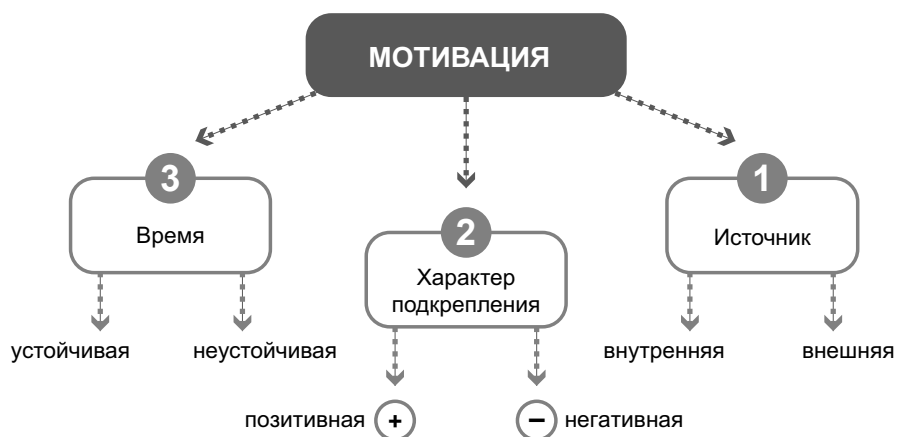 МОТИВАЦИЯ
3
Время
устойчивая
неустойчивая
2
Характер
подкрепления
позитивная +
− негативная
1
Источник
внутренняя
внешняя